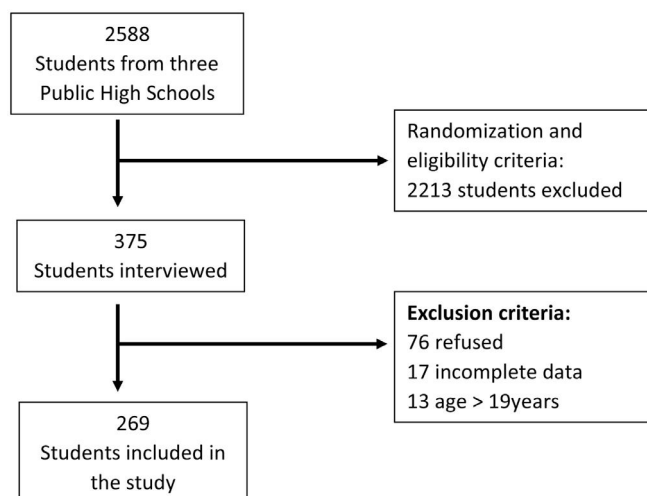 2588
Students from three
Public High Schools
Randomization and
eligibility criteria:
2213 students excluded
375
Students interviewed
Exclusion criteria:
76 refused
17 incomplete data
13 age > 19years
269
Students included in
the study